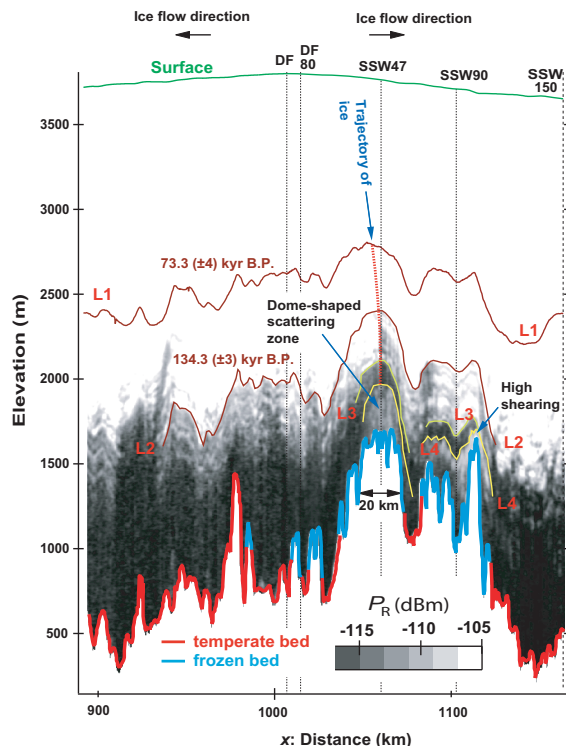 Ice flow direction
Ice flow direction
DF
DF
80
SSW47
SSW90
SSW
150
Surface
Trajectory of
ice
3500
3000
2500
2000
1500
1000
500
Elevation (m)
73.3 (±4) kyr B.P.
L1
L1
Dome-shaped
scattering
zone
134.3 (±3) kyr B.P.
High
shearing
L3
L3
L2
L2
L4
L4
20 km
PR (dBm)
-115
-110
-105
temperate bed
frozen bed
900
1000
1100
x: Distance (km)